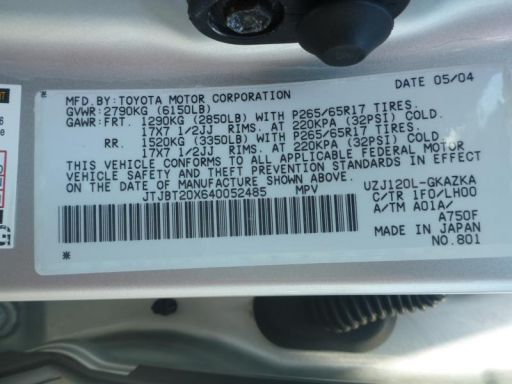 MFD.BY:TOYOTA MOTOR CORPORATION DATE 05/04
GVWR:2790KG (6150LB)
GAWR:FRT. 1290KG (2850LB) WITH P265/65R17 TIRES.
17X7 1/2JJ RIMS. AT 220KPA (32PSI) COLD.
RR. 1520KG (3350LB) WITH P265/65R17 TIRES.
17X7 1/2JJ RIMS. AT 220KPA (32PSI) COLD.
THIS VEHICLE CONFORMS TO ALL APPLICABLE FEDERAL MOTOR
VEHICLE SAFETY AND THEFT PREVENTION STANDARDS IN EFFECT
ON THE DATE OF MANUFACTURE SHOWN ABOVE.
JTJBT20X640052485 MPV UZJ120L-GKAZKA
C/TR 1F0/LH00
A/TM A01A/
A750F
MADE IN JAPAN
NO.801